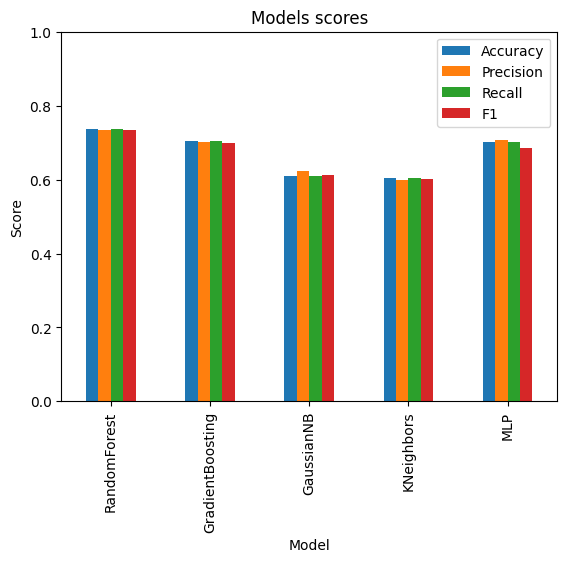 Models scores
Accuracy
Precision
Recall
F1
Score
1.0
0.8
0.6
0.4
0.2
0.0
RandomForest
GradientBoosting
GaussianNB
KNeighbors
MLP
Model